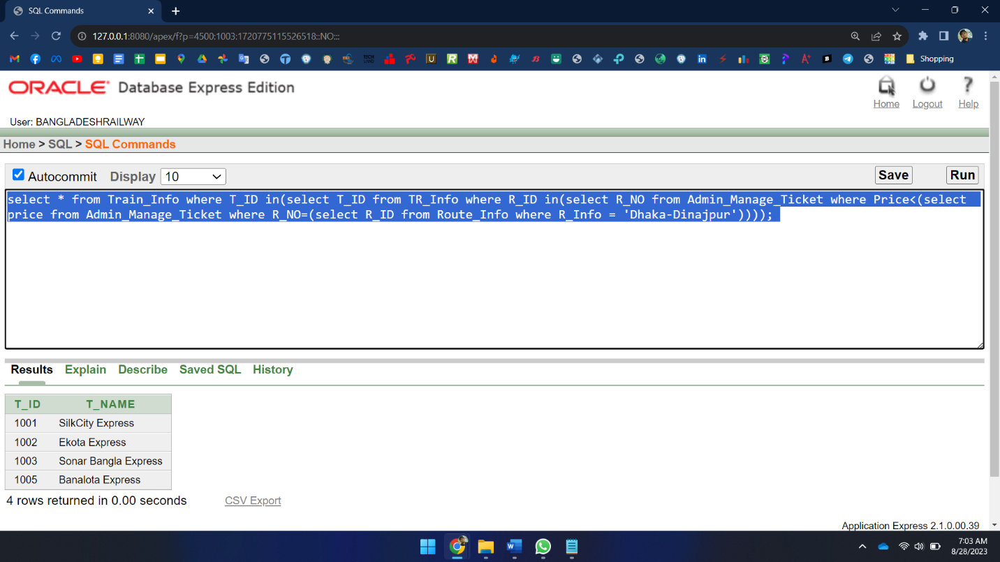 SQL Commands
127.0.0.1:8080/apex/f?p=4500:1003:1720775115526518::NO:::
Shopping
ORACLE Database Express Edition
Home Logout Help
User: BANGLADESHRAILWAY
Home > SQL > SQL Commands
Autocommit Display 10 Save Run
select * from Train_Info where T_ID in(select T_ID from TR_Info where R_ID in(select R_NO from Admin_Manage_Ticket where Price<(select
price from Admin_Manage_Ticket where R_NO=(select R_ID from Route_Info where R_Info = 'Dhaka-Dinajpur'))));
Results Explain Describe Saved SQL History
T_ID T_NAME
1001 SilkCity Express
1002 Ekota Express
1003 Sonar Bangla Express
1005 Banalota Express
4 rows returned in 0.00 seconds CSV Export
Application Express 2.1.0.00.39
7:03 AM
8/28/2023